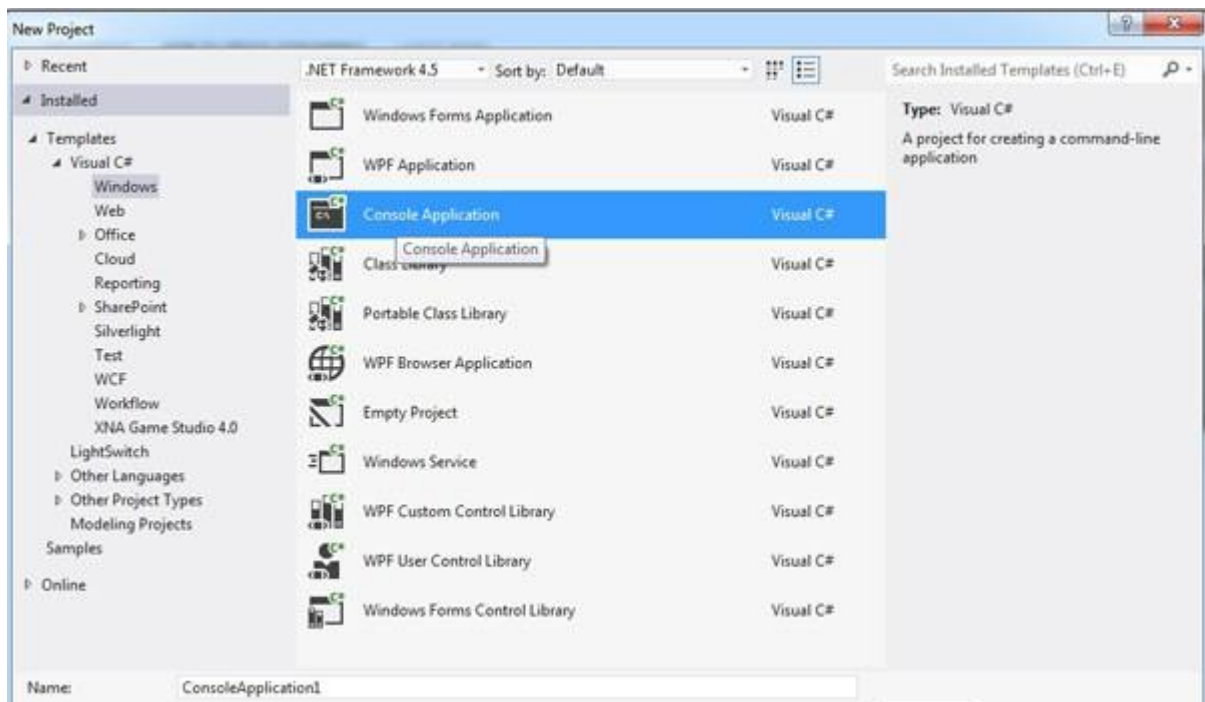 New Project
Recent
.NET Framework 4.5
Sort by: Default
Search Installed Templates (Ctrl+E)
Installed
Templates
Visual C#
Windows
Web
Office
Cloud
Reporting
SharePoint
Silverlight
Test
WCF
Workflow
XNA Game Studio 4.0
LightSwitch
Other Languages
Other Project Types
Modeling Projects
Samples
Online
Windows Forms Application Visual C#
WPF Application Visual C#
Console Application Visual C#
Console Application
Class Library Visual C#
Portable Class Library Visual C#
WPF Browser Application Visual C#
Empty Project Visual C#
Windows Service Visual C#
WPF Custom Control Library Visual C#
WPF User Control Library Visual C#
Windows Forms Control Library Visual C#
Type: Visual C#
A project for creating a command-line
application
Name: ConsoleApplication1